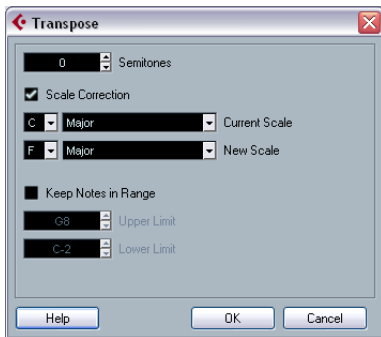 Transpose
0 Semitones
Scale Correction
C Major Current Scale
F Major New Scale
Keep Notes in Range
G8 Upper Limit
C-2 Lower Limit
Help OK Cancel